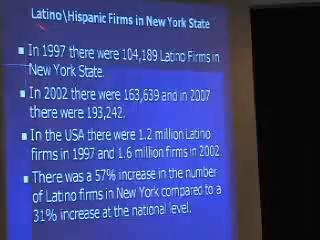 Latino\Hispanic Firms in New York State
In 1997 there were 104,189 Latino Firms in
New York State.
In 2002 there were 163,639 and in 2007
there were 193,242.
In the USA there were 1.2 million Latino
firms in 1997 and 1.6 million firms in 2002.
There was a 57% increase in the number
of Latino firms in New York compared to a
31% increase at the national level.